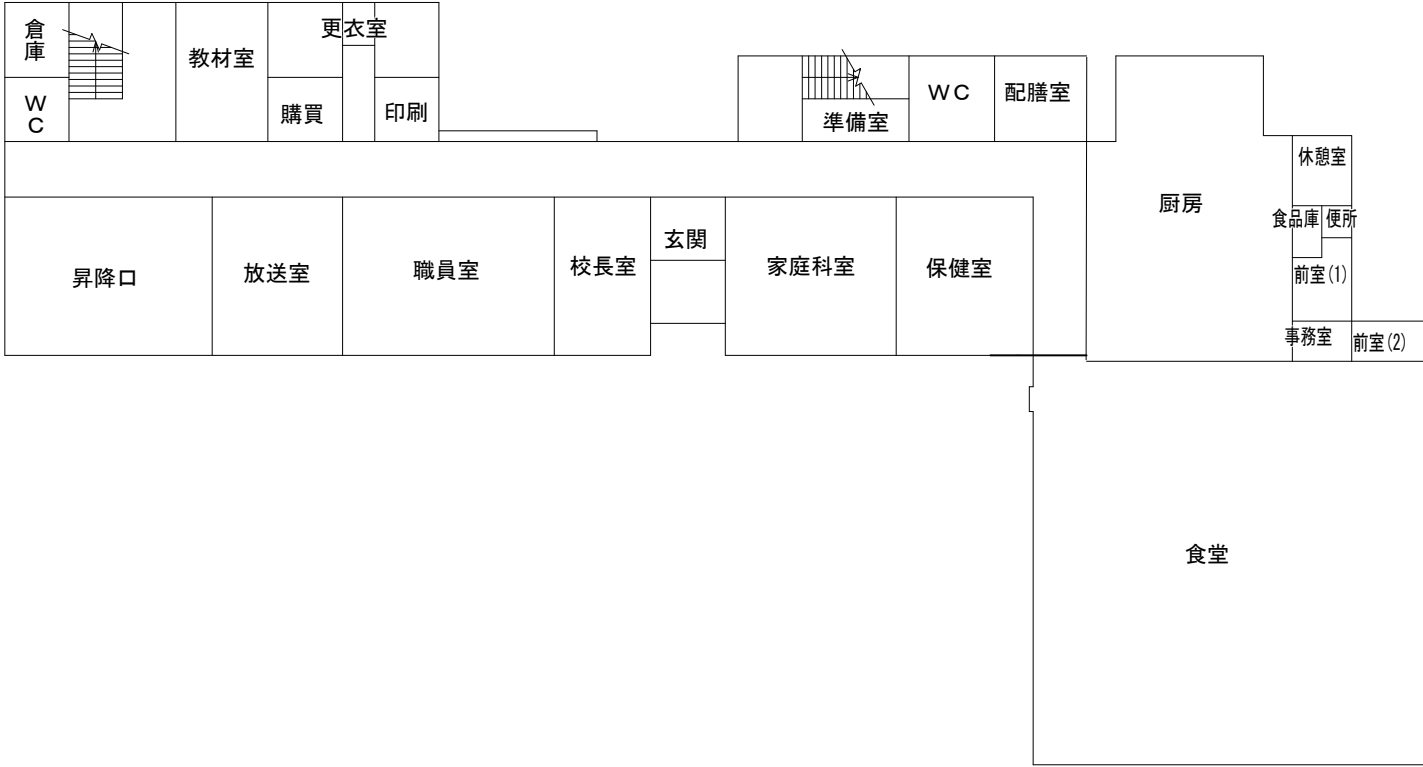 倉庫
教材室
更衣室
WC
購買
印刷
WC
配膳室
準備室
休憩室
厨房
食品庫
便所
昇降口
放送室
職員室
校長室
玄関
家庭科室
保健室
前室(1)
事務室
前室(2)
食堂